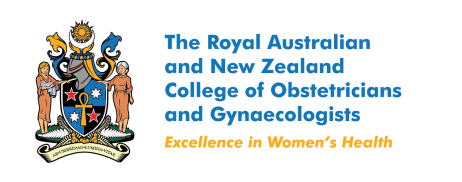 The Royal Australian
and New Zealand
College of Obstetricians
and Gynaecologists
Excellence in Women's Health